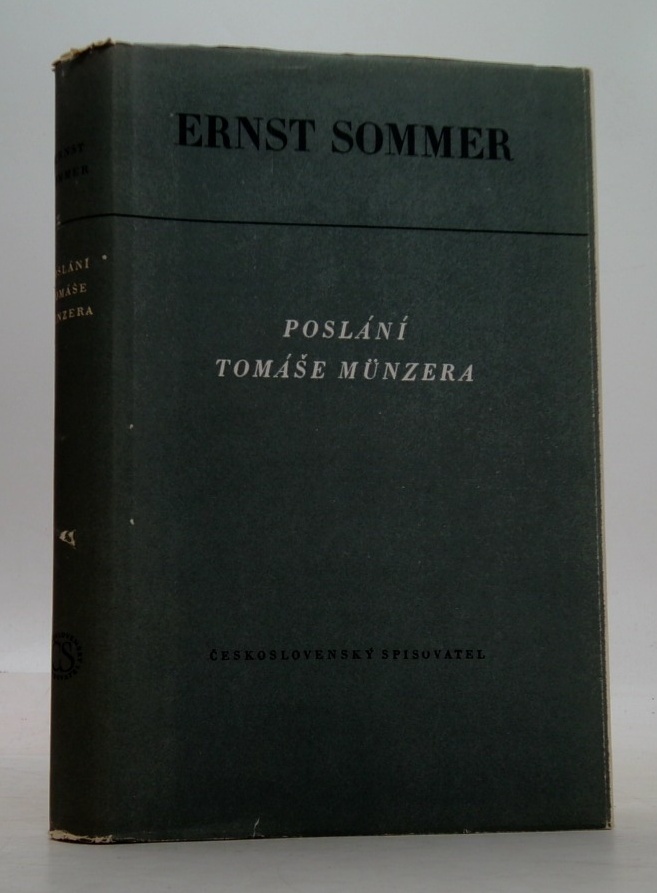 ERNST SOMMER
POSLÁNÍ
TOMÁŠE MÜNZERA
ČESKOSLOVENSKÝ SPISOVATEL